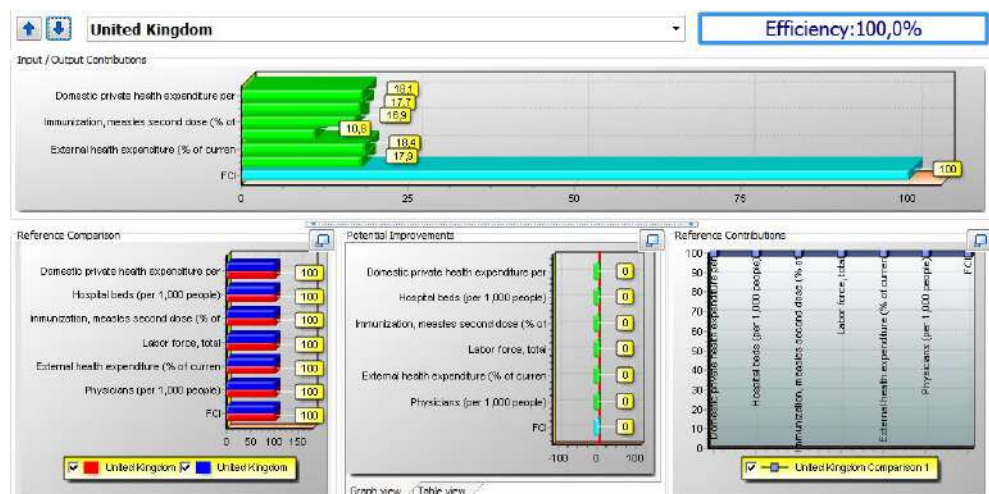 United Kingdom
Efficiency:100,0%
Input / Output Contributions
Domestic private health expenditure per
Immunization, measles second dose (% of
External health expenditure (% of curren
FCI
18,1
17,7
16,9
10,8
18,4
17,9
100
0 25 50 75 100
Reference Comparison
Domestic private health expenditure per
Hospital beds (per 1,000 people)
Immunization, measles second dose (% of
Labor force, total
External health expenditure (% of curren
Physicians (per 1,000 people)
FCI
100
100
100
100
100
100
100
0 50 100 150
United Kingdom United Kingdom
Potential Improvements
Domestic private health expenditure per
Hospital beds (per 1,000 people)
Immunization, measles second dose (% of
Labor force, total
External health expenditure (% of curren
Physicians (per 1,000 people)
FCI
0
0
0
0
0
0
0
-100 0 100
Graph view Table view
Reference Contributions
100
90
80
70
60
50
40
30
20
10
0
Domestic private health expenditure per
Hospital beds (per 1,000 people)
Immunization, measles second dose (% of
Labor force, total
External health expenditure (% of curren
Physicians (per 1,000 people)
FCI
United Kingdom Comparison 1